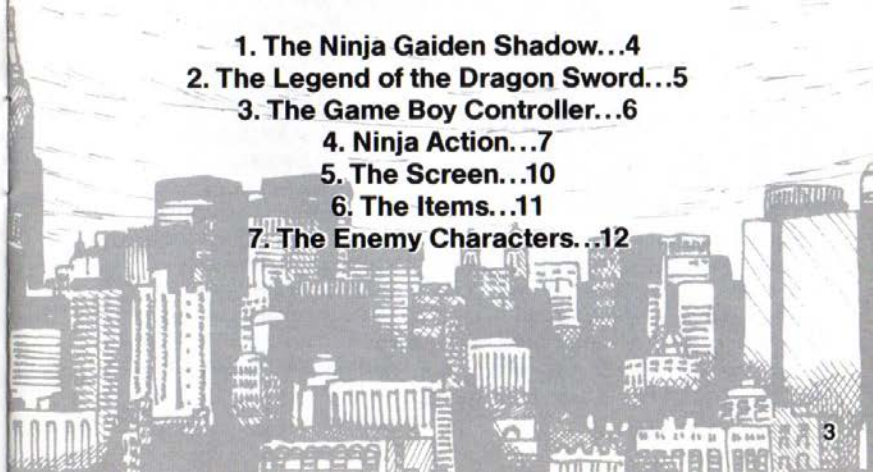 1. The Ninja Gaiden Shadow...4
2. The Legend of the Dragon Sword...5
3. The Game Boy Controller...6
4. Ninja Action...7
5. The Screen...10
6. The Items...11
7. The Enemy Characters...12
3